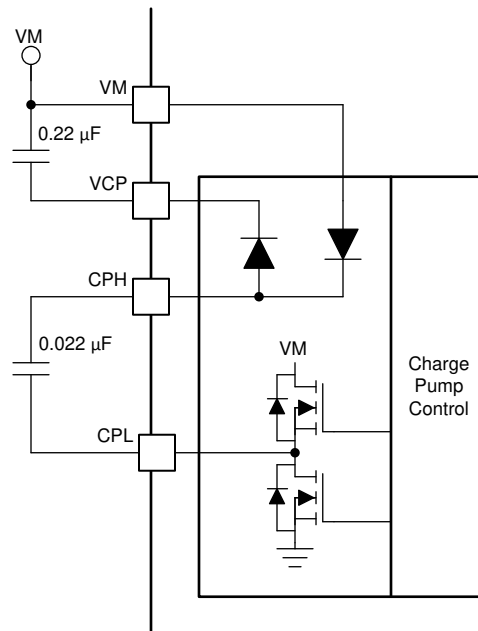 VM
VM
0.22 µF
VCP
CPH
0.022 µF
VM
Charge
Pump
Control
CPL